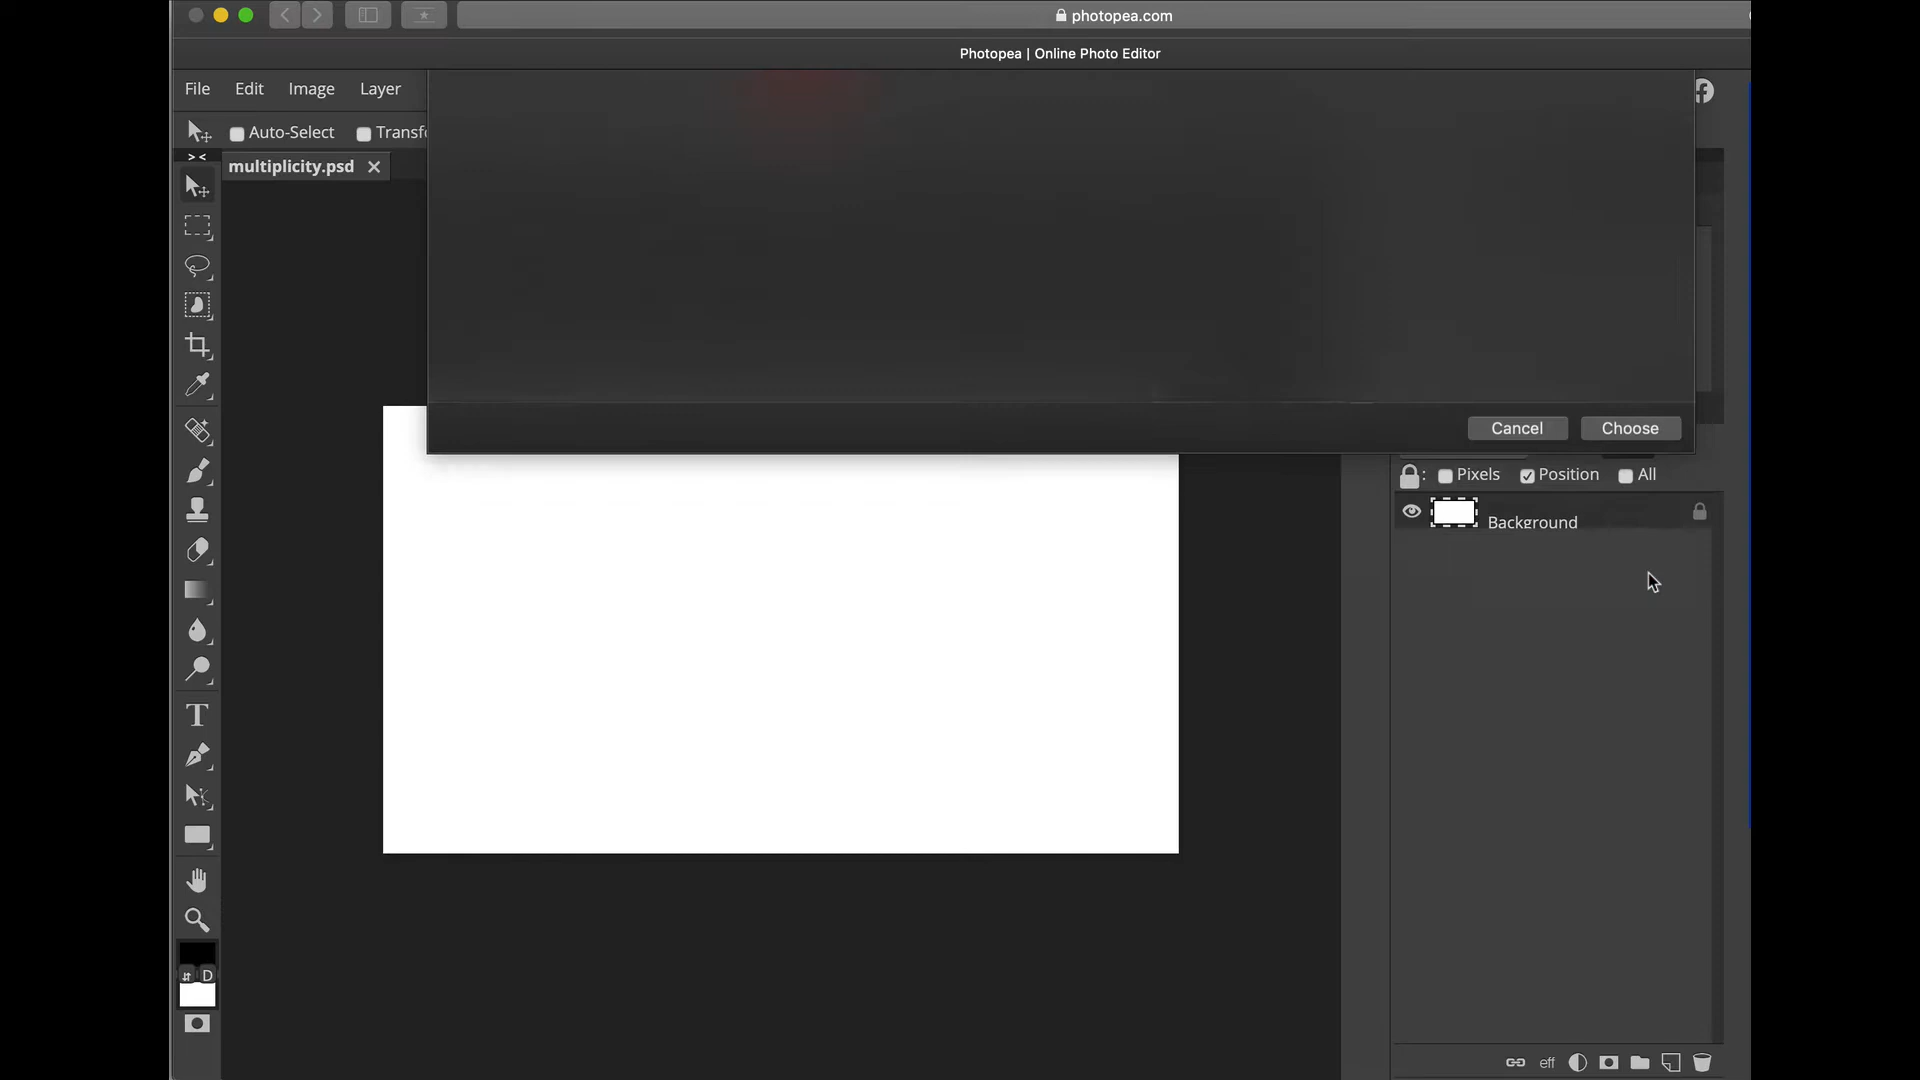 photopea.com
Photopea | Online Photo Editor
File Edit Image Layer
Auto-Select Transfo
> <
multiplicity.psd
Cancel Choose
Pixels Position All
Background
T
D
eff